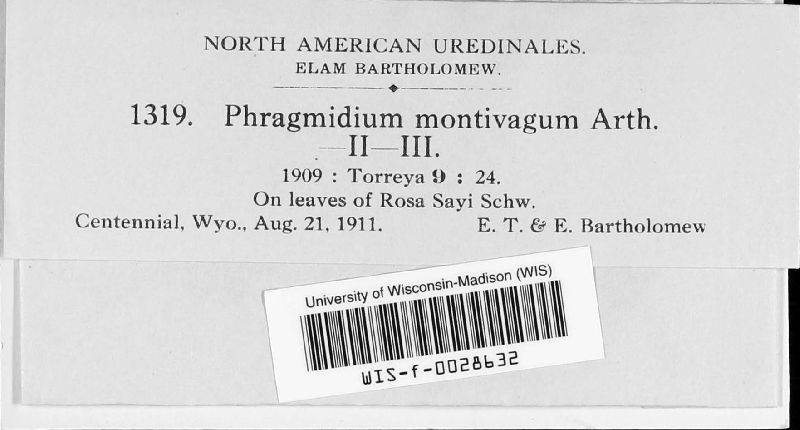 NORTH AMERICAN UREDINALES.
ELAM BARTHOLOMEW.
1319. Phragmidium montivagum Arth.
—II—III.
1909 : Torreya 9 : 24.
On leaves of Rosa Sayi Schw.
Centennial, Wyo., Aug. 21, 1911. E. T. & E. Bartholomew
University of Wisconsin-Madison (WIS)
WIS-f-0028632